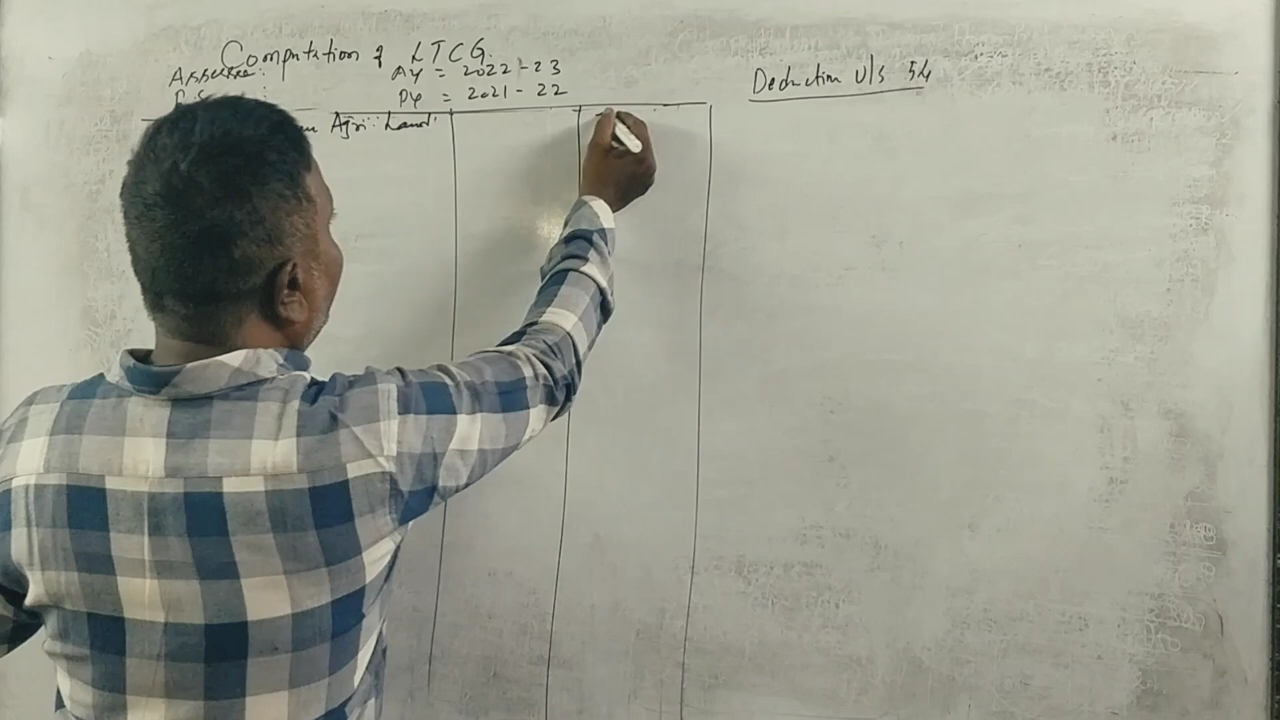 Computation of LTCG
Assessee: AY = 2022-23
PY = 2021-22
Agri: Land
Deduction U/s 54